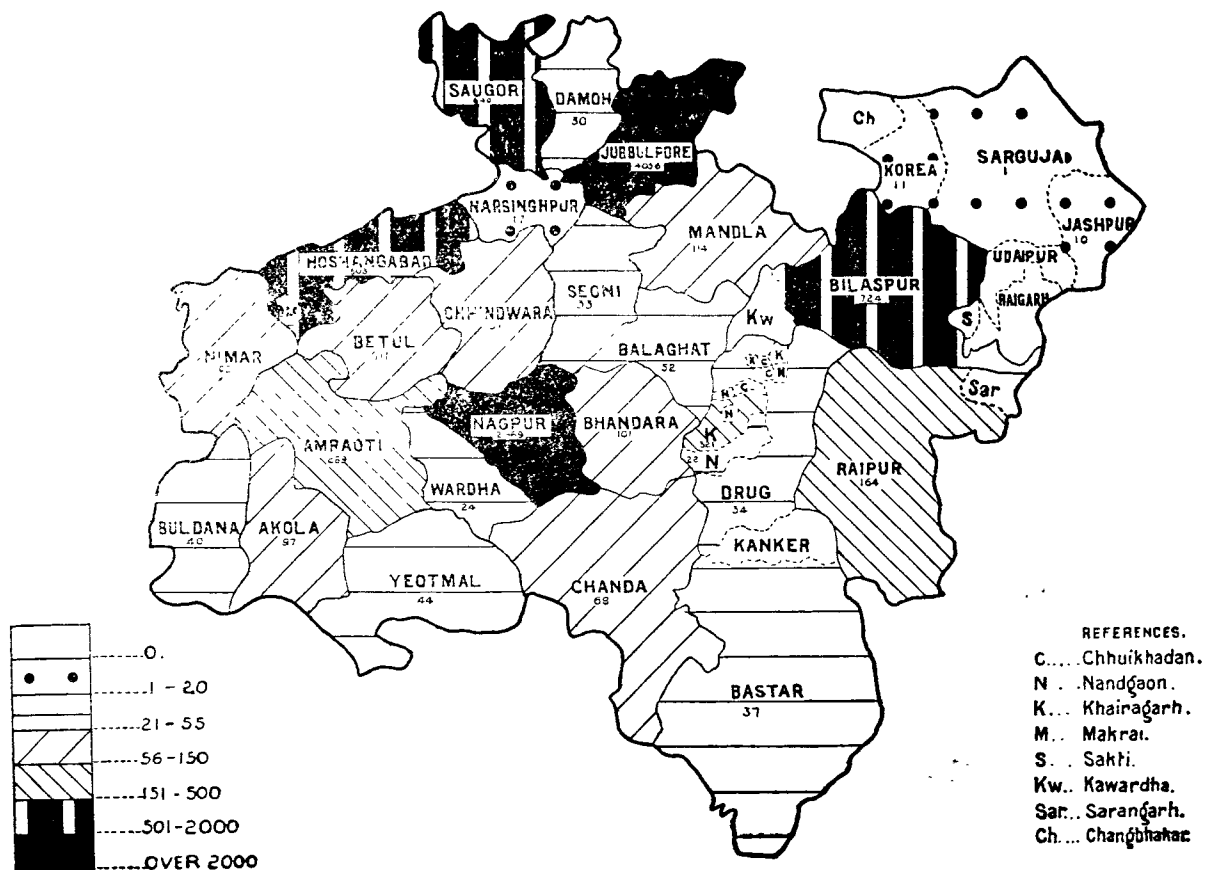 SAUGOR
DAMOH
30
JUBBULPORE
4056
Ch
KOREA
11
SARGUJA
1
JASHPUR
10
NARSINGHPUR
17
MANDLA
114
UDAIPUR
RAIGARH
HOSHANGABAD
BILASPUR
724
SEONI
33
CHHINDWARA
Kw
S
NIMAR
BETUL
BALAGHAT
52
K
C
K
C
N
Sar
N
C
N
AMRAOTI
NAGPUR
BHANDARA
101
K
N
22
RAIPUR
164
WARDHA
24
DRUG
34
BULDANA
40
AKOLA
97
KANKER
YEOTMAL
44
CHANDA
68
BASTAR
37
0.
1 - 20
21 - 55
56 - 150
151 - 500
501 - 2000
OVER 2000
REFERENCES.
C..... Chhuikhadan.
N . . Nandgaon.
K... Khairagarh.
M.. Makrai.
S. . Sakti.
Kw.. Kawardha.
Sar... Sarangarh.
Ch.... Changbhakar.